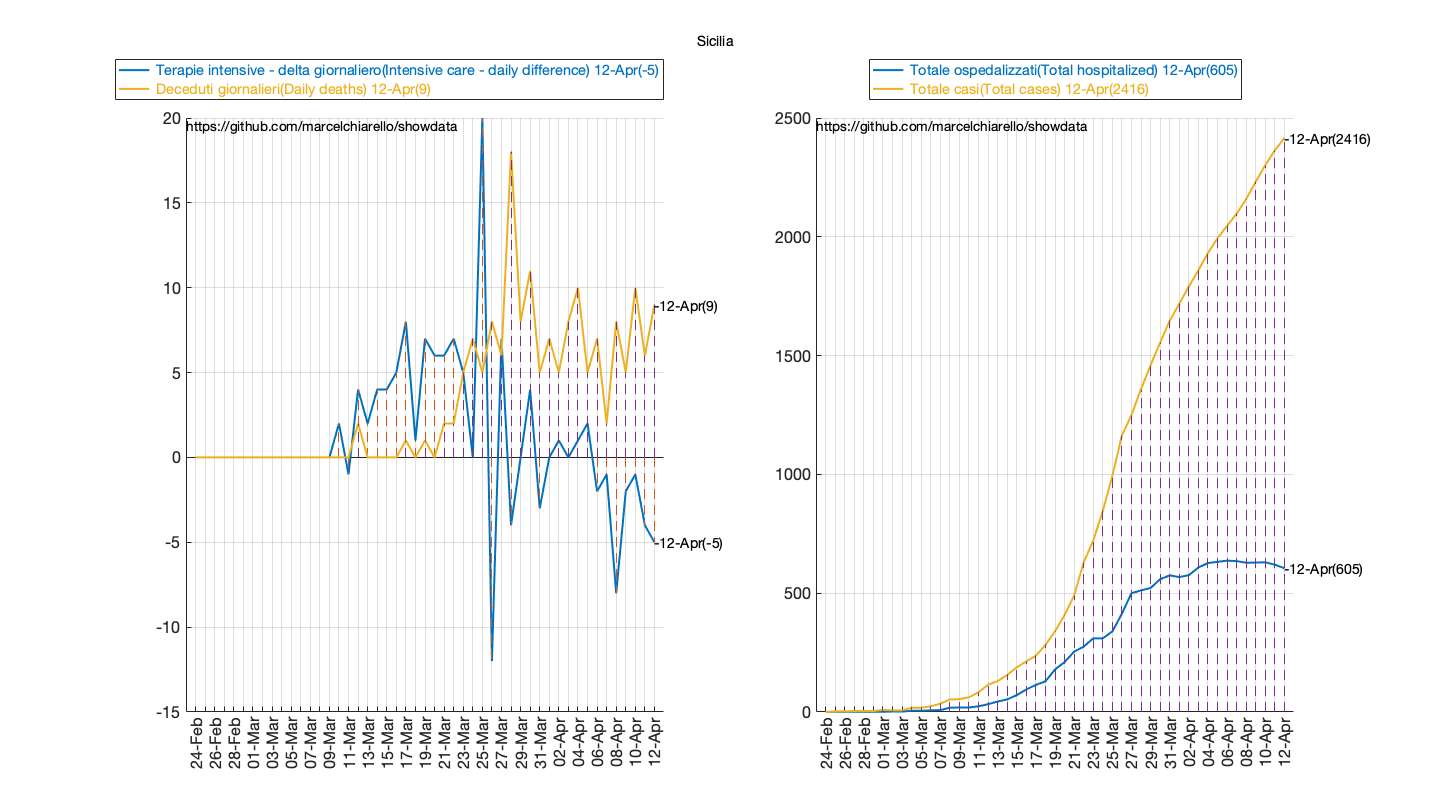 Sicilia
Terapie intensive - delta giornaliero(Intensive care - daily difference) 12-Apr(-5)
Deceduti giornalieri(Daily deaths) 12-Apr(9)
https://github.com/marcelchiarello/showdata
20
15
10
5
0
-5
-10
-15
12-Apr(9)
12-Apr(-5)
24-Feb
26-Feb
28-Feb
01-Mar
03-Mar
05-Mar
07-Mar
09-Mar
11-Mar
13-Mar
15-Mar
17-Mar
19-Mar
21-Mar
23-Mar
25-Mar
27-Mar
29-Mar
31-Mar
02-Apr
04-Apr
06-Apr
08-Apr
10-Apr
12-Apr
Totale ospedalizzati(Total hospitalized) 12-Apr(605)
Totale casi(Total cases) 12-Apr(2416)
https://github.com/marcelchiarello/showdata
2500
2000
1500
1000
500
0
12-Apr(2416)
12-Apr(605)
24-Feb
26-Feb
28-Feb
01-Mar
03-Mar
05-Mar
07-Mar
09-Mar
11-Mar
13-Mar
15-Mar
17-Mar
19-Mar
21-Mar
23-Mar
25-Mar
27-Mar
29-Mar
31-Mar
02-Apr
04-Apr
06-Apr
08-Apr
10-Apr
12-Apr